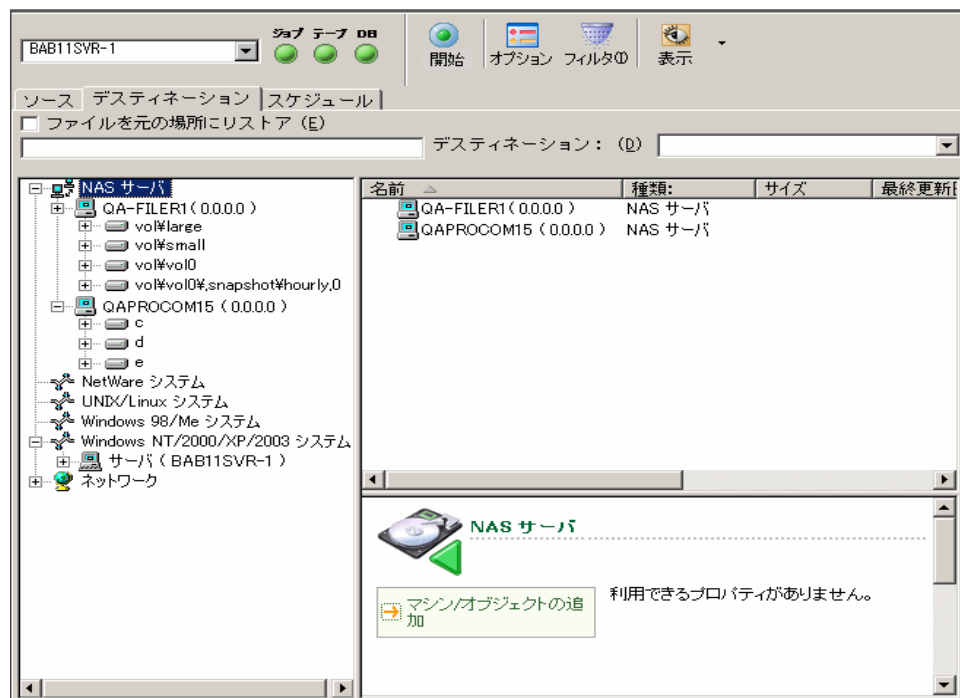 BAB11SVR-1
ジョブ テープ DB
開始
オプション
フィルタ(I)
表示
ソース
デスティネーション
スケジュール
ファイルを元の場所にリストア (E)
デスティネーション: (D)
NAS サーバ
QA-FILER1(0.0.0.0 )
vol¥large
vol¥small
vol¥vol0
vol¥vol0¥,snapshot¥hourly,0
QAPROCOM15 ( 0.0.0.0 )
c
d
e
NetWare システム
UNIX/Linux システム
Windows 98/Me システム
Windows NT/2000/XP/2003 システム
サーバ ( BAB11SVR-1 )
ネットワーク
名前 種類: サイズ 最終更新日
QA-FILER1( 0.0.0.0 ) NAS サーバ
QAPROCOM15 ( 0.0.0.0 ) NAS サーバ
NAS サーバ
マシン/オブジェクトの追
加
利用できるプロパティがありません。